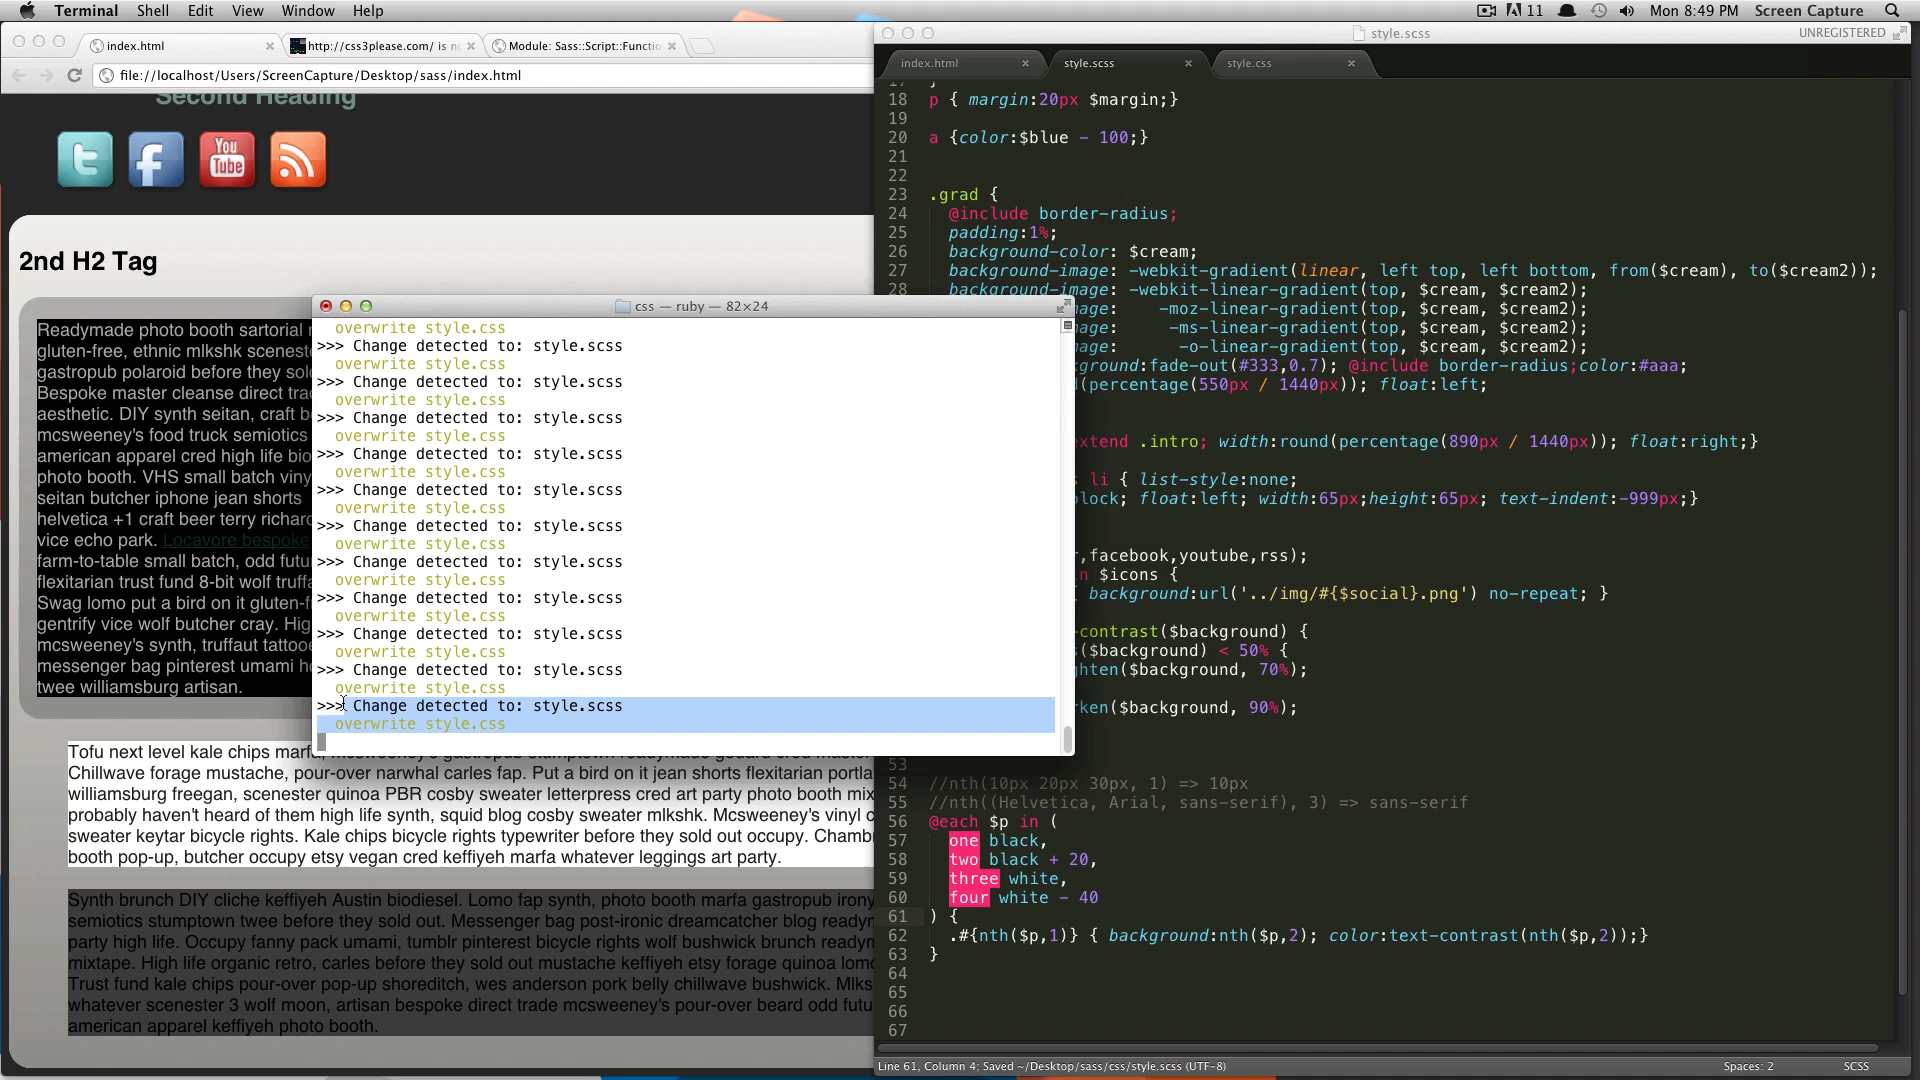 Terminal Shell Edit View Window Help
11 Mon 8:49 PM Screen Capture
index.html
http://css3please.com/ is n
Module: Sass::Script::Functio
file://localhost/Users/ScreenCapture/Desktop/sass/index.html
Second Heading
You
Tube
2nd H2 Tag
Readymade photo booth sartorial
gluten-free, ethnic mlkshk scenest
gastropub polaroid before they sol
Bespoke master cleanse direct tra
aesthetic. DIY synth seitan, craft b
mcsweeney's food truck semiotics
american apparel cred high life bio
photo booth. VHS small batch viny
seitan butcher iphone jean shorts
helvetica +1 craft beer terry richard
vice echo park. Locavore bespoke
farm-to-table small batch, odd futu
flexitarian trust fund 8-bit wolf truffa
Swag lomo put a bird on it gluten-f
gentrify vice wolf butcher cray. Hig
mcsweeney's synth, truffaut tattoo
messenger bag pinterest umami h
twee williamsburg artisan.
Tofu next level kale chips marfa
Chillwave forage mustache, pour-over narwhal carles fap. Put a bird on it jean shorts flexitarian portla
williamsburg freegan, scenester quinoa PBR cosby sweater letterpress cred art party photo booth mix
probably haven't heard of them high life synth, squid blog cosby sweater mlkshk. Mcsweeney's vinyl c
sweater keytar bicycle rights. Kale chips bicycle rights typewriter before they sold out occupy. Chambr
booth pop-up, butcher occupy etsy vegan cred keffiyeh marfa whatever leggings art party.
Synth brunch DIY cliche keffiyeh Austin biodiesel. Lomo fap synth, photo booth marfa gastropub irony
semiotics stumptown twee before they sold out. Messenger bag post-ironic dreamcatcher blog readym
party high life. Occupy fanny pack umami, tumblr pinterest bicycle rights wolf bushwick brunch readym
mixtape. High life organic retro, carles before they sold out mustache keffiyeh etsy forage quinoa lomo
Trust fund kale chips pour-over pop-up shoreditch, wes anderson pork belly chillwave bushwick. Mlks
whatever scenester 3 wolf moon, artisan bespoke direct trade mcsweeney's pour-over beard odd futu
american apparel keffiyeh photo booth.
css — ruby — 82×24
overwrite style.css
>>> Change detected to: style.scss
overwrite style.css
>>> Change detected to: style.scss
overwrite style.css
>>> Change detected to: style.scss
overwrite style.css
>>> Change detected to: style.scss
overwrite style.css
>>> Change detected to: style.scss
overwrite style.css
>>> Change detected to: style.scss
overwrite style.css
>>> Change detected to: style.scss
overwrite style.css
>>> Change detected to: style.scss
overwrite style.css
>>> Change detected to: style.scss
overwrite style.css
>>> Change detected to: style.scss
overwrite style.css
>>> Change detected to: style.scss
overwrite style.css
style.scss
UNREGISTERED
index.html
style.scss
style.css
17 }
18 p { margin:20px $margin;}
19
20 a {color:$blue - 100;}
21
22
23 .grad {
24 @include border-radius;
25 padding:1%;
26 background-color: $cream;
27 background-image: -webkit-gradient(linear, left top, left bottom, from($cream), to($cream2));
28 background-image: -webkit-linear-gradient(top, $cream, $cream2);
mage: -moz-linear-gradient(top, $cream, $cream2);
mage: -ms-linear-gradient(top, $cream, $cream2);
mage: -o-linear-gradient(top, $cream, $cream2);
ground:fade-out(#333,0.7); @include border-radius;color:#aaa;
(percentage(550px / 1440px)); float:left;
xtend .intro; width:round(percentage(890px / 1440px)); float:right;}
li { list-style:none;
lock; float:left; width:65px;height:65px; text-indent:-999px;}
r,facebook,youtube,rss);
n $icons {
{ background:url('../img/#{$social}.png') no-repeat; }
-contrast($background) {
s($background) < 50% {
hten($background, 70%);
ken($background, 90%);
53
54 //nth(10px 20px 30px, 1) => 10px
55 //nth((Helvetica, Arial, sans-serif), 3) => sans-serif
56 @each $p in (
57 one black,
58 two black + 20,
59 three white,
60 four white - 40
61 ) {
62 .#{nth($p,1)} { background:nth($p,2); color:text-contrast(nth($p,2));}
63 }
64
65
66
67
Line 61, Column 4; Saved ~/Desktop/sass/css/style.scss (UTF-8)
Spaces: 2
SCSS